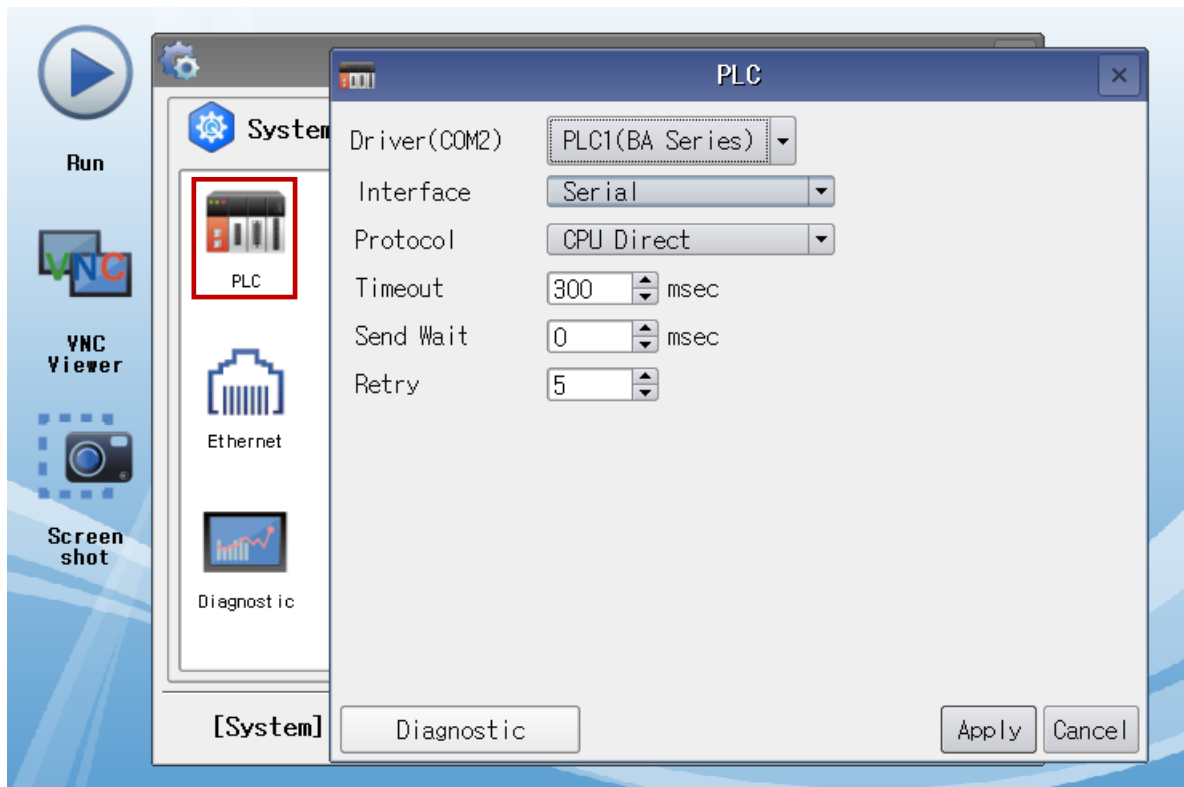 Run
VNC
VNC
Viewer
Screen
shot
System
PLC
Ethernet
Diagnostic
[System]
PLC
Driver(COM2) PLC1(BA Series)
Interface Serial
Protocol CPU Direct
Timeout 300 msec
Send Wait 0 msec
Retry 5
Diagnostic Apply Cancel